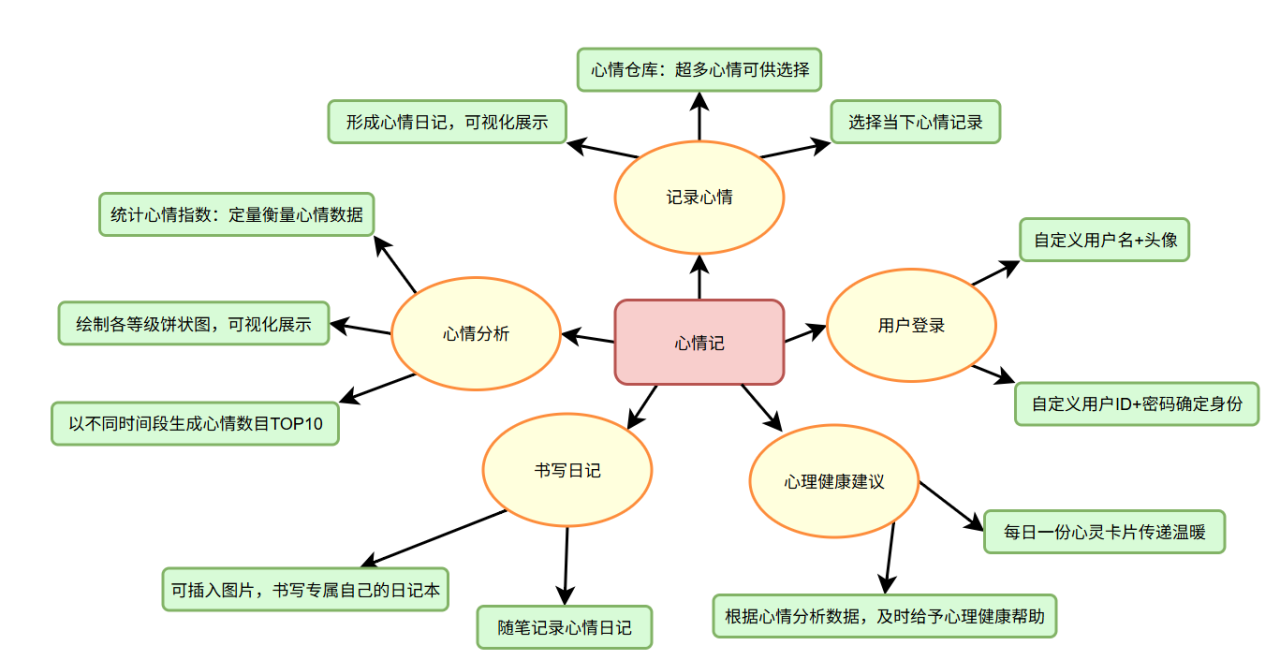 心情仓库：超多心情可供选择
形成心情日记，可视化展示
选择当下心情记录
记录心情
统计心情指数：定量衡量心情数据
自定义用户名+头像
绘制各等级饼状图，可视化展示
心情分析
心情记
用户登录
以不同时间段生成心情数目TOP10
自定义用户ID+密码确定身份
书写日记
心理健康建议
每日一份心灵卡片传递温暖
可插入图片，书写专属自己的日记本
随笔记录心情日记
根据心情分析数据，及时给予心理健康帮助